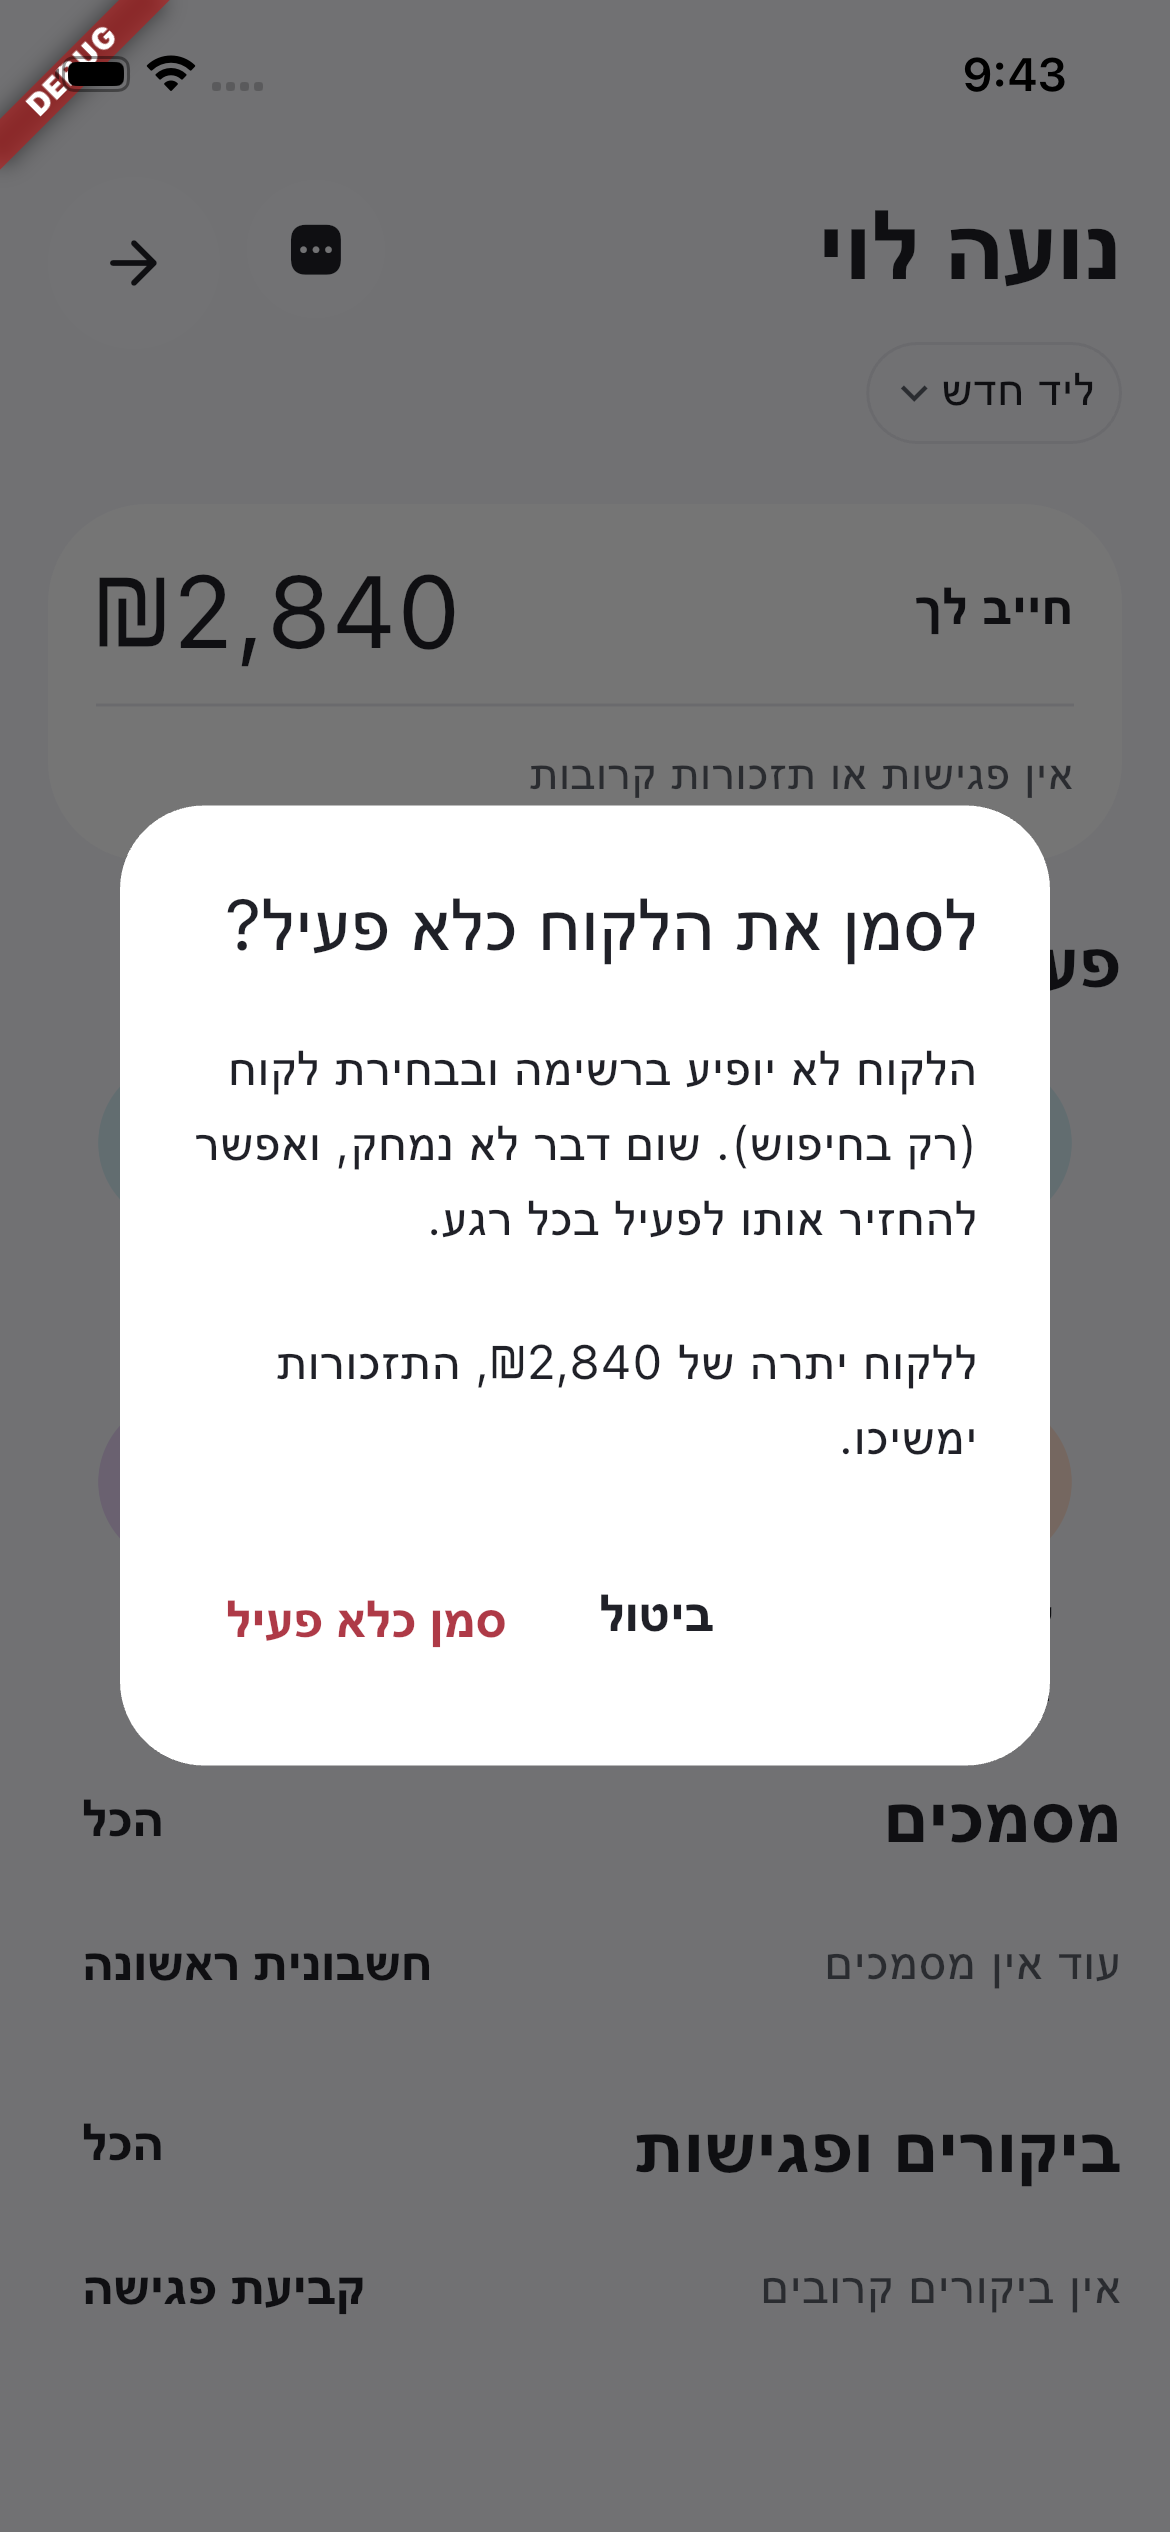 DEBUG
9:43
נועה לוי
ליד חדש
חייב לך
₪2,840
אין פגישות או תזכורות קרובות
לסמן את הלקוח כלא פעיל?
הלקוח לא יופיע ברשימה ובבחירת לקוח
(רק בחיפוש). שום דבר לא נמחק, ואפשר
להחזיר אותו לפעיל בכל רגע.
ללקוח יתרה של ₪2,840, התזכורות
ימשיכו.
ביטול
סמן כלא פעיל
מסמכים
הכל
עוד אין מסמכים
חשבונית ראשונה
ביקורים ופגישות
הכל
אין ביקורים קרובים
קביעת פגישה